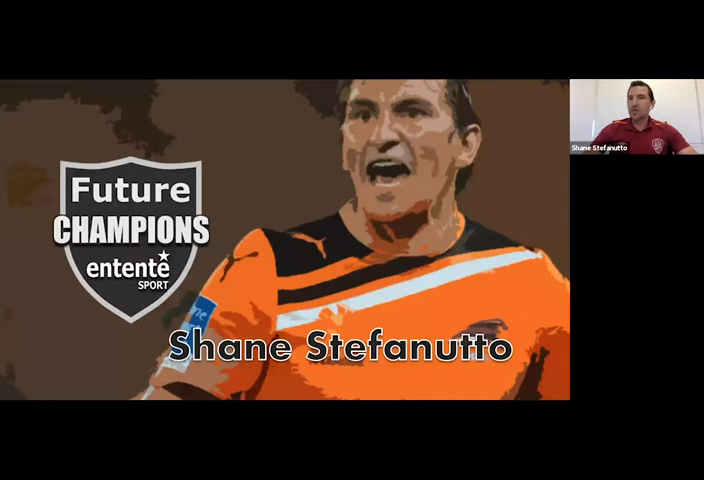 Future
CHAMPIONS
entente
SPORT
Shane Stefanutto
Shane Stefanutto